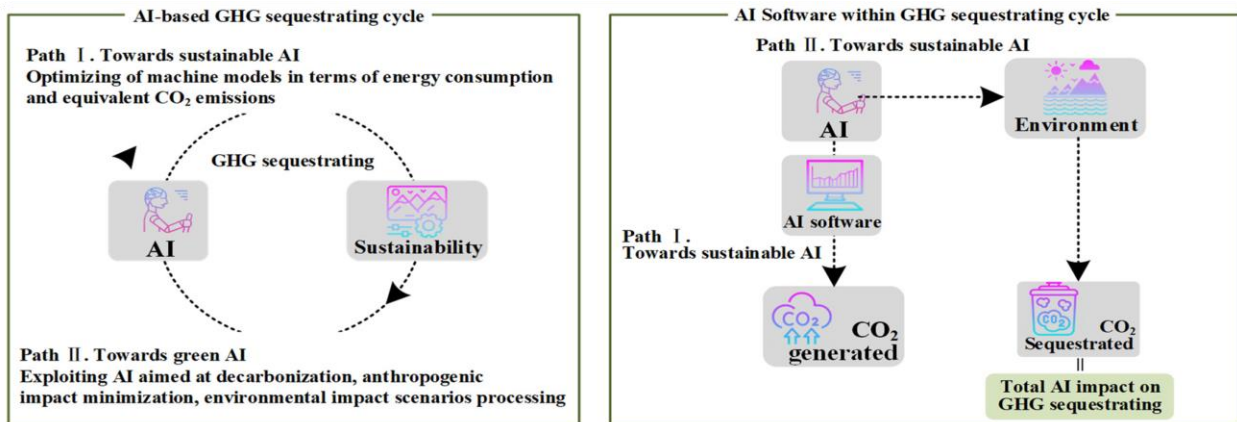 AI-based GHG sequestrating cycle
Path Ⅰ. Towards sustainable AI
Optimizing of machine models in terms of energy consumption
and equivalent CO₂ emissions
GHG sequestrating
AI
Sustainability
Path Ⅱ. Towards green AI
Exploiting AI aimed at decarbonization, anthropogenic
impact minimization, environmental impact scenarios processing
AI Software within GHG sequestrating cycle
Path Ⅱ. Towards sustainable AI
AI
Environment
AI software
Path Ⅰ.
Towards sustainable AI
CO₂
CO₂
generated
CO₂
CO₂
Sequestrated
=
Total AI impact on
GHG sequestrating